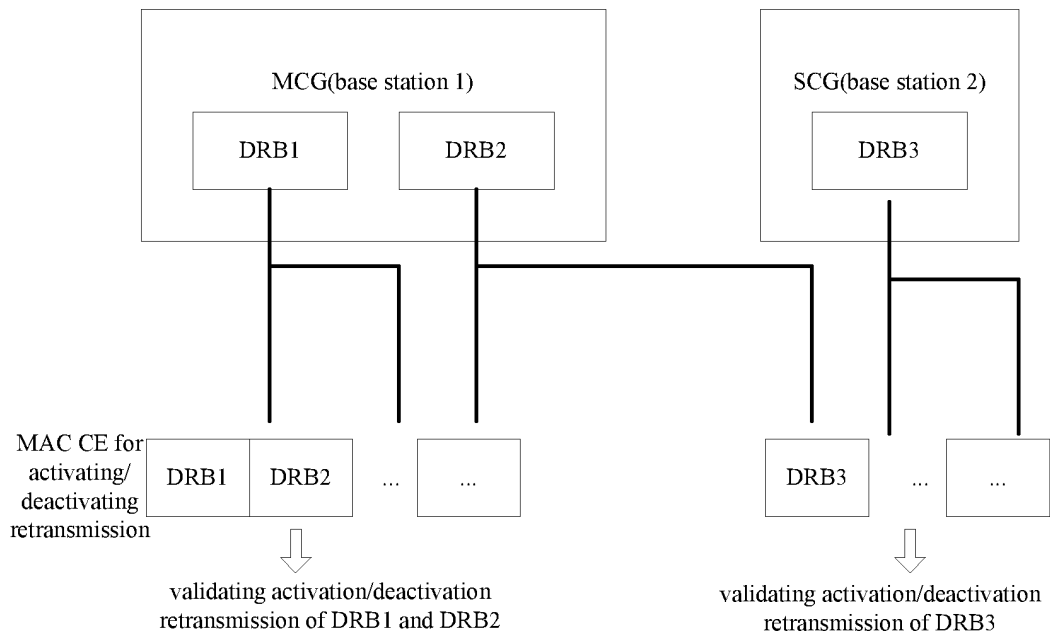 MCG(base station 1)
SCG(base station 2)
DRB1
DRB2
DRB3
MAC CE for
activating/
deactivating
retransmission
DRB1
DRB2
...
...
DRB3
...
...
validating activation/deactivation
retransmission of DRB1 and DRB2
validating activation/deactivation
retransmission of DRB3